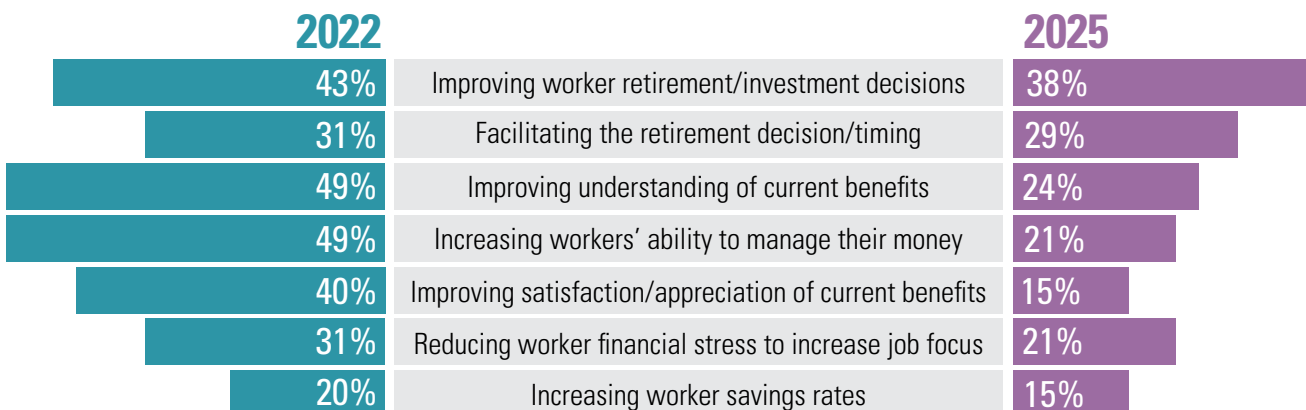 2022 2025
43% Improving worker retirement/investment decisions 38%
31% Facilitating the retirement decision/timing 29%
49% Improving understanding of current benefits 24%
49% Increasing workers’ ability to manage their money 21%
40% Improving satisfaction/appreciation of current benefits 15%
31% Reducing worker financial stress to increase job focus 21%
20% Increasing worker savings rates 15%